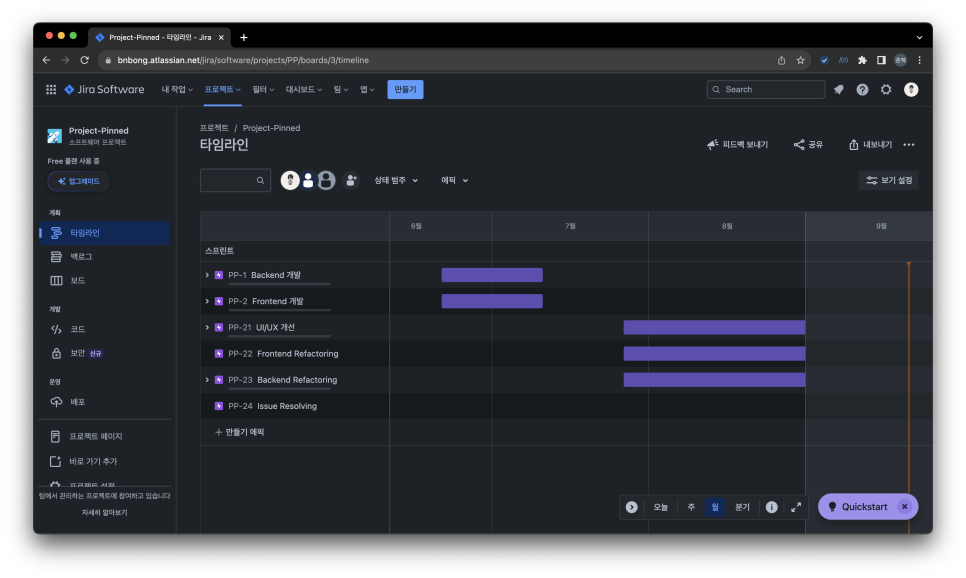 Project-Pinned - 타임라인 - Jira
bnbong.atlassian.net/jira/software/projects/PP/boards/3/timeline
Jira Software 내 작업 프로젝트 필터 대시보드 팀 앱 만들기 Search
Project-Pinned
소프트웨어 프로젝트
Free 플랜 사용 중
업그레이드
계획
타임라인
백로그
보드
개발
코드
보안 신규
운영
배포
프로젝트 페이지
바로 가기 추가
프로젝트 설정
팀에서 관리하는 프로젝트에 참여하고 있습니다
자세히 알아보기
프로젝트 / Project-Pinned
타임라인
피드백 보내기 공유 내보내기
상태 범주 에픽 보기 설정
6월 7월 8월 9월
스프린트
PP-1 Backend 개발
PP-2 Frontend 개발
PP-21 UI/UX 개선
PP-22 Frontend Refactoring
PP-23 Backend Refactoring
PP-24 Issue Resolving
+ 만들기 에픽
오늘 주 월 분기 Quickstart